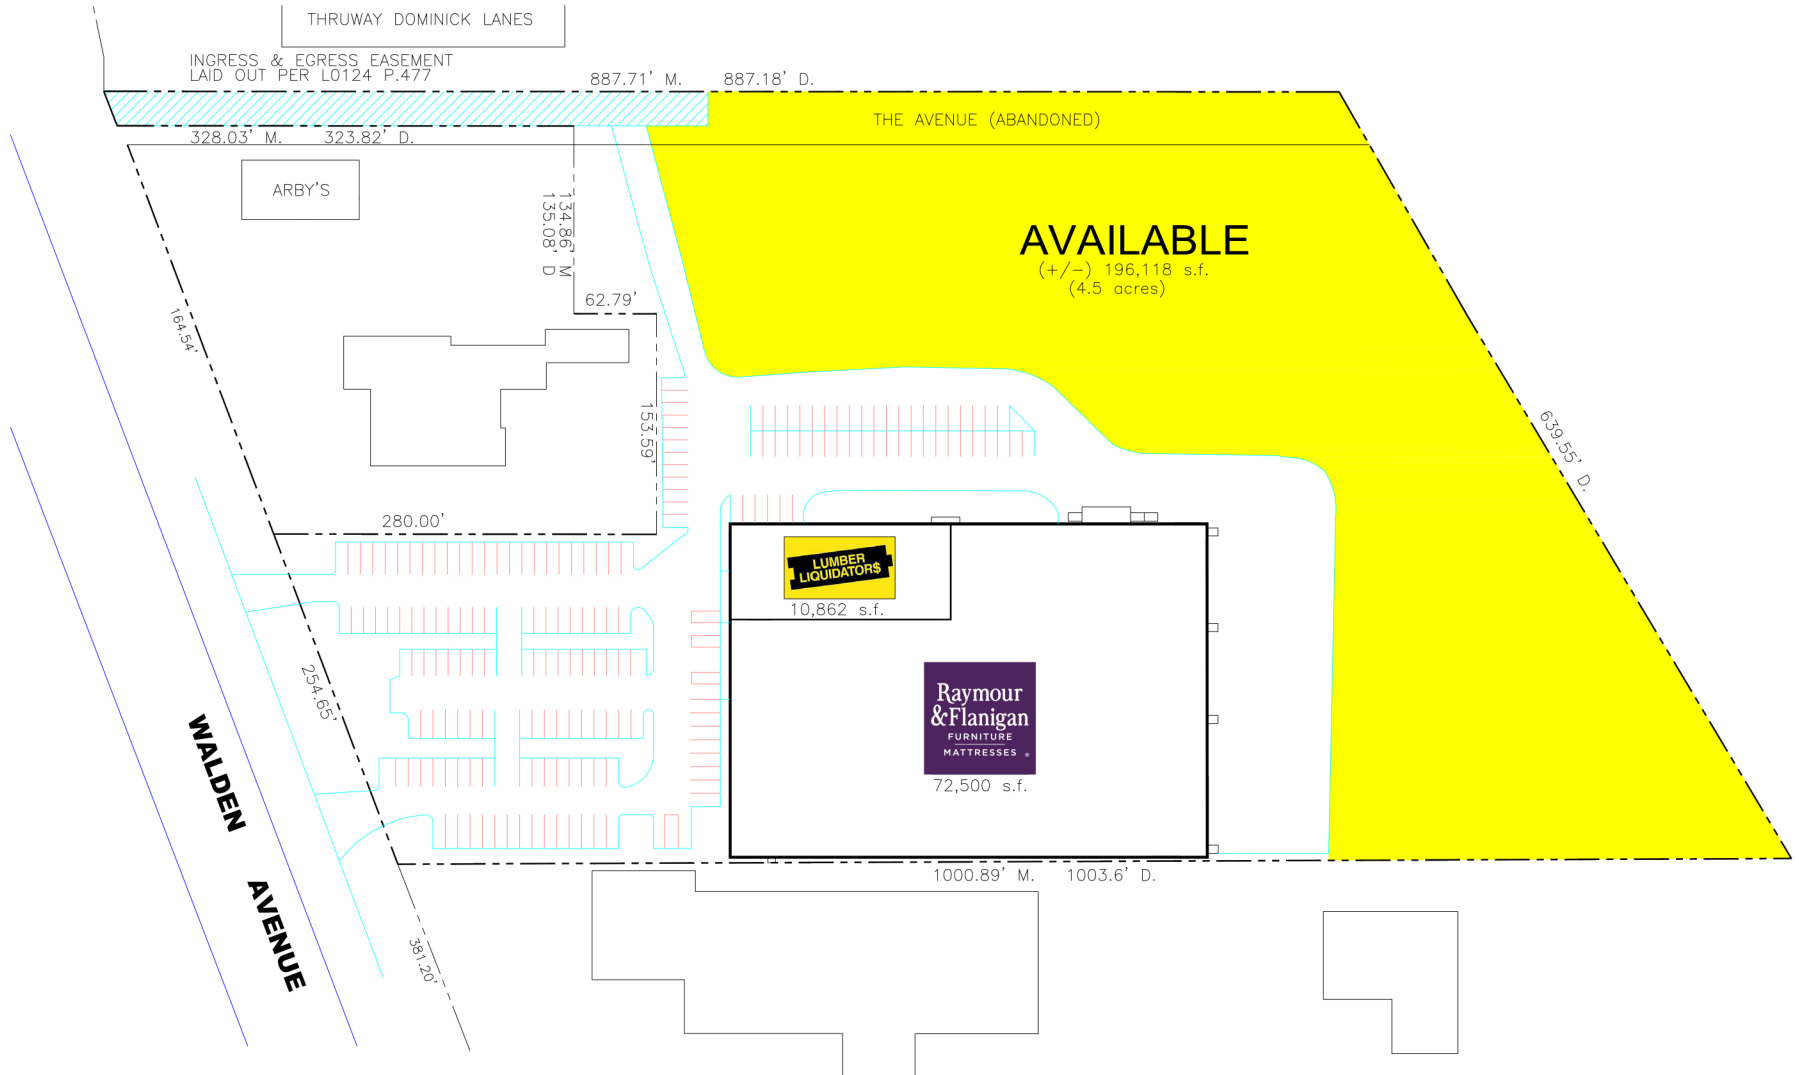 THRUWAY DOMINICK LANES
INGRESS & EGRESS EASEMENT
LAID OUT PER L0124 P.477
887.71' M. 887.18' D.
THE AVENUE (ABANDONED)
328.03' M. 323.82' D.
ARBY'S
134.86' M
135.08' D
AVAILABLE
(+/-) 196,118 s.f.
(4.5 acres)
62.79'
164.54'
153.59'
639.55' D.
280.00'
LUMBER
LIQUIDATOR$
10,862 s.f.
254.65'
Raymour
&Flanigan
FURNITURE
MATTRESSES ®
72,500 s.f.
WALDEN AVENUE
1000.89' M. 1003.6' D.
381.20'